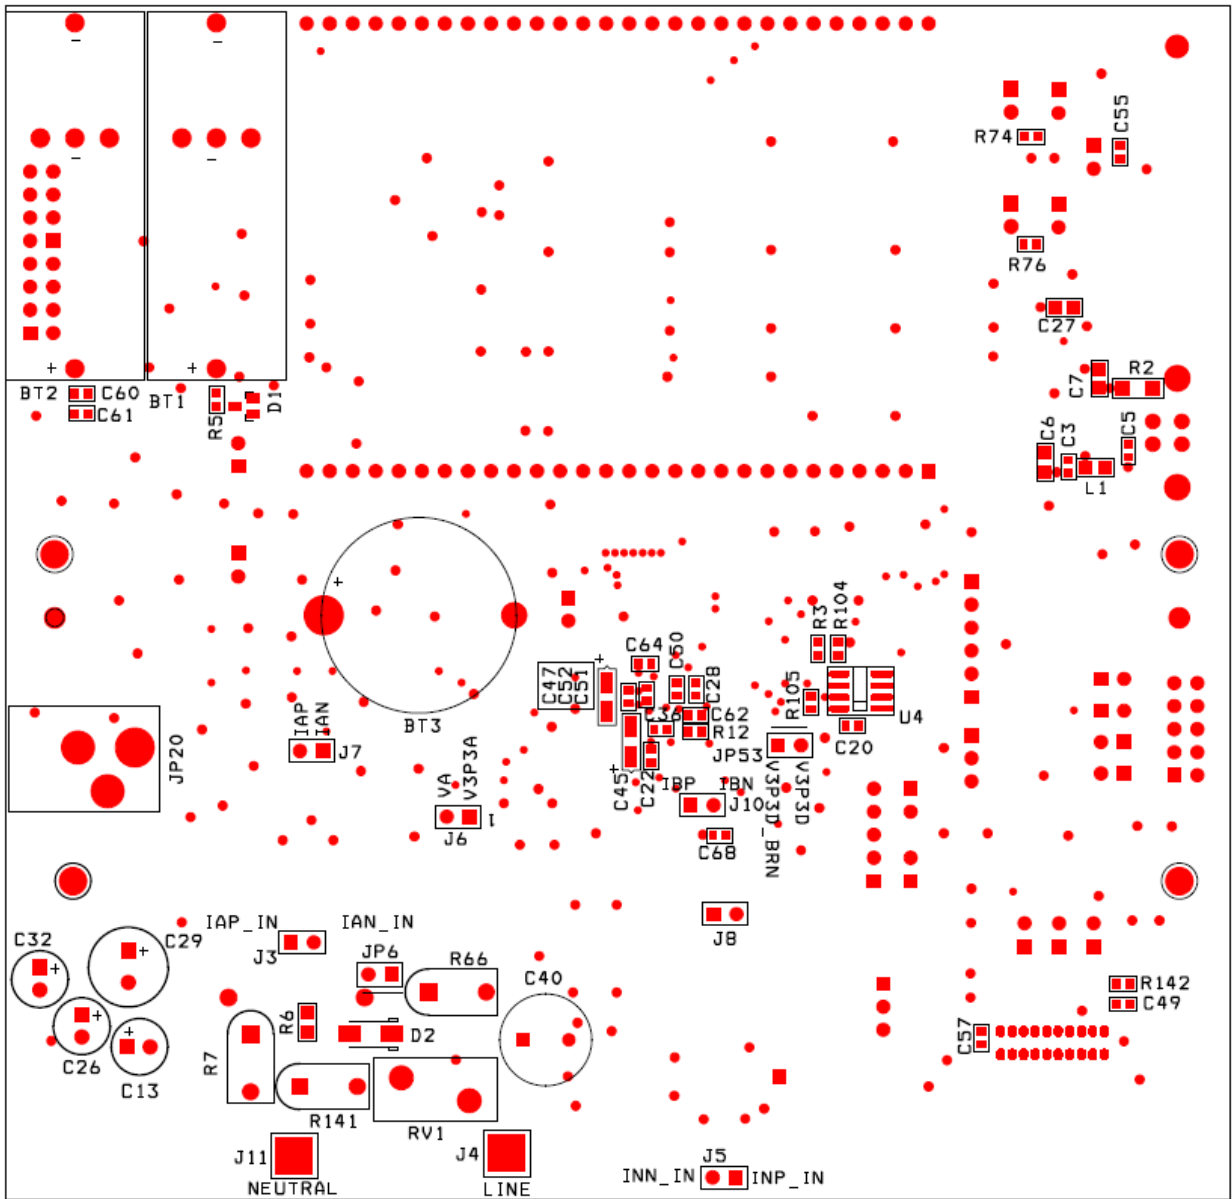 -
-
C55
R74
-
-
R76
C27
+
+
BT2
C60
C61
BT1
R5
D1
C7
R2
C6
C3
C5
L1
+
BT3
R3
R104
+
C64
C50
C47
C52
C51
C28
R105
U4
C36
C62
R12
C20
JP20
IAP
IAN
J7
JP53
VA
V3P3A
+
C45
C22
IBP
IBN
J10
V3P3D_BRN
V3P3D
J6
1
C68
IAP_IN
IAN_IN
J8
C32
+
+
C29
J3
JP6
R66
C40
R142
C49
+
C26
+
C13
R6
D2
C57
R7
R141
RV1
J11
J4
J5
NEUTRAL
LINE
INN_IN
INP_IN